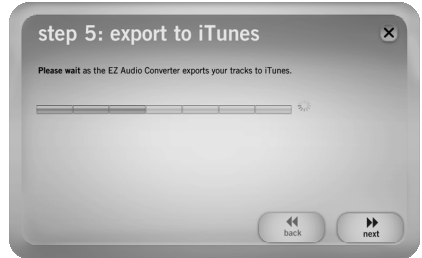 step 5: export to iTunes
Please wait as the EZ Audio Converter exports your tracks to iTunes.
back
next